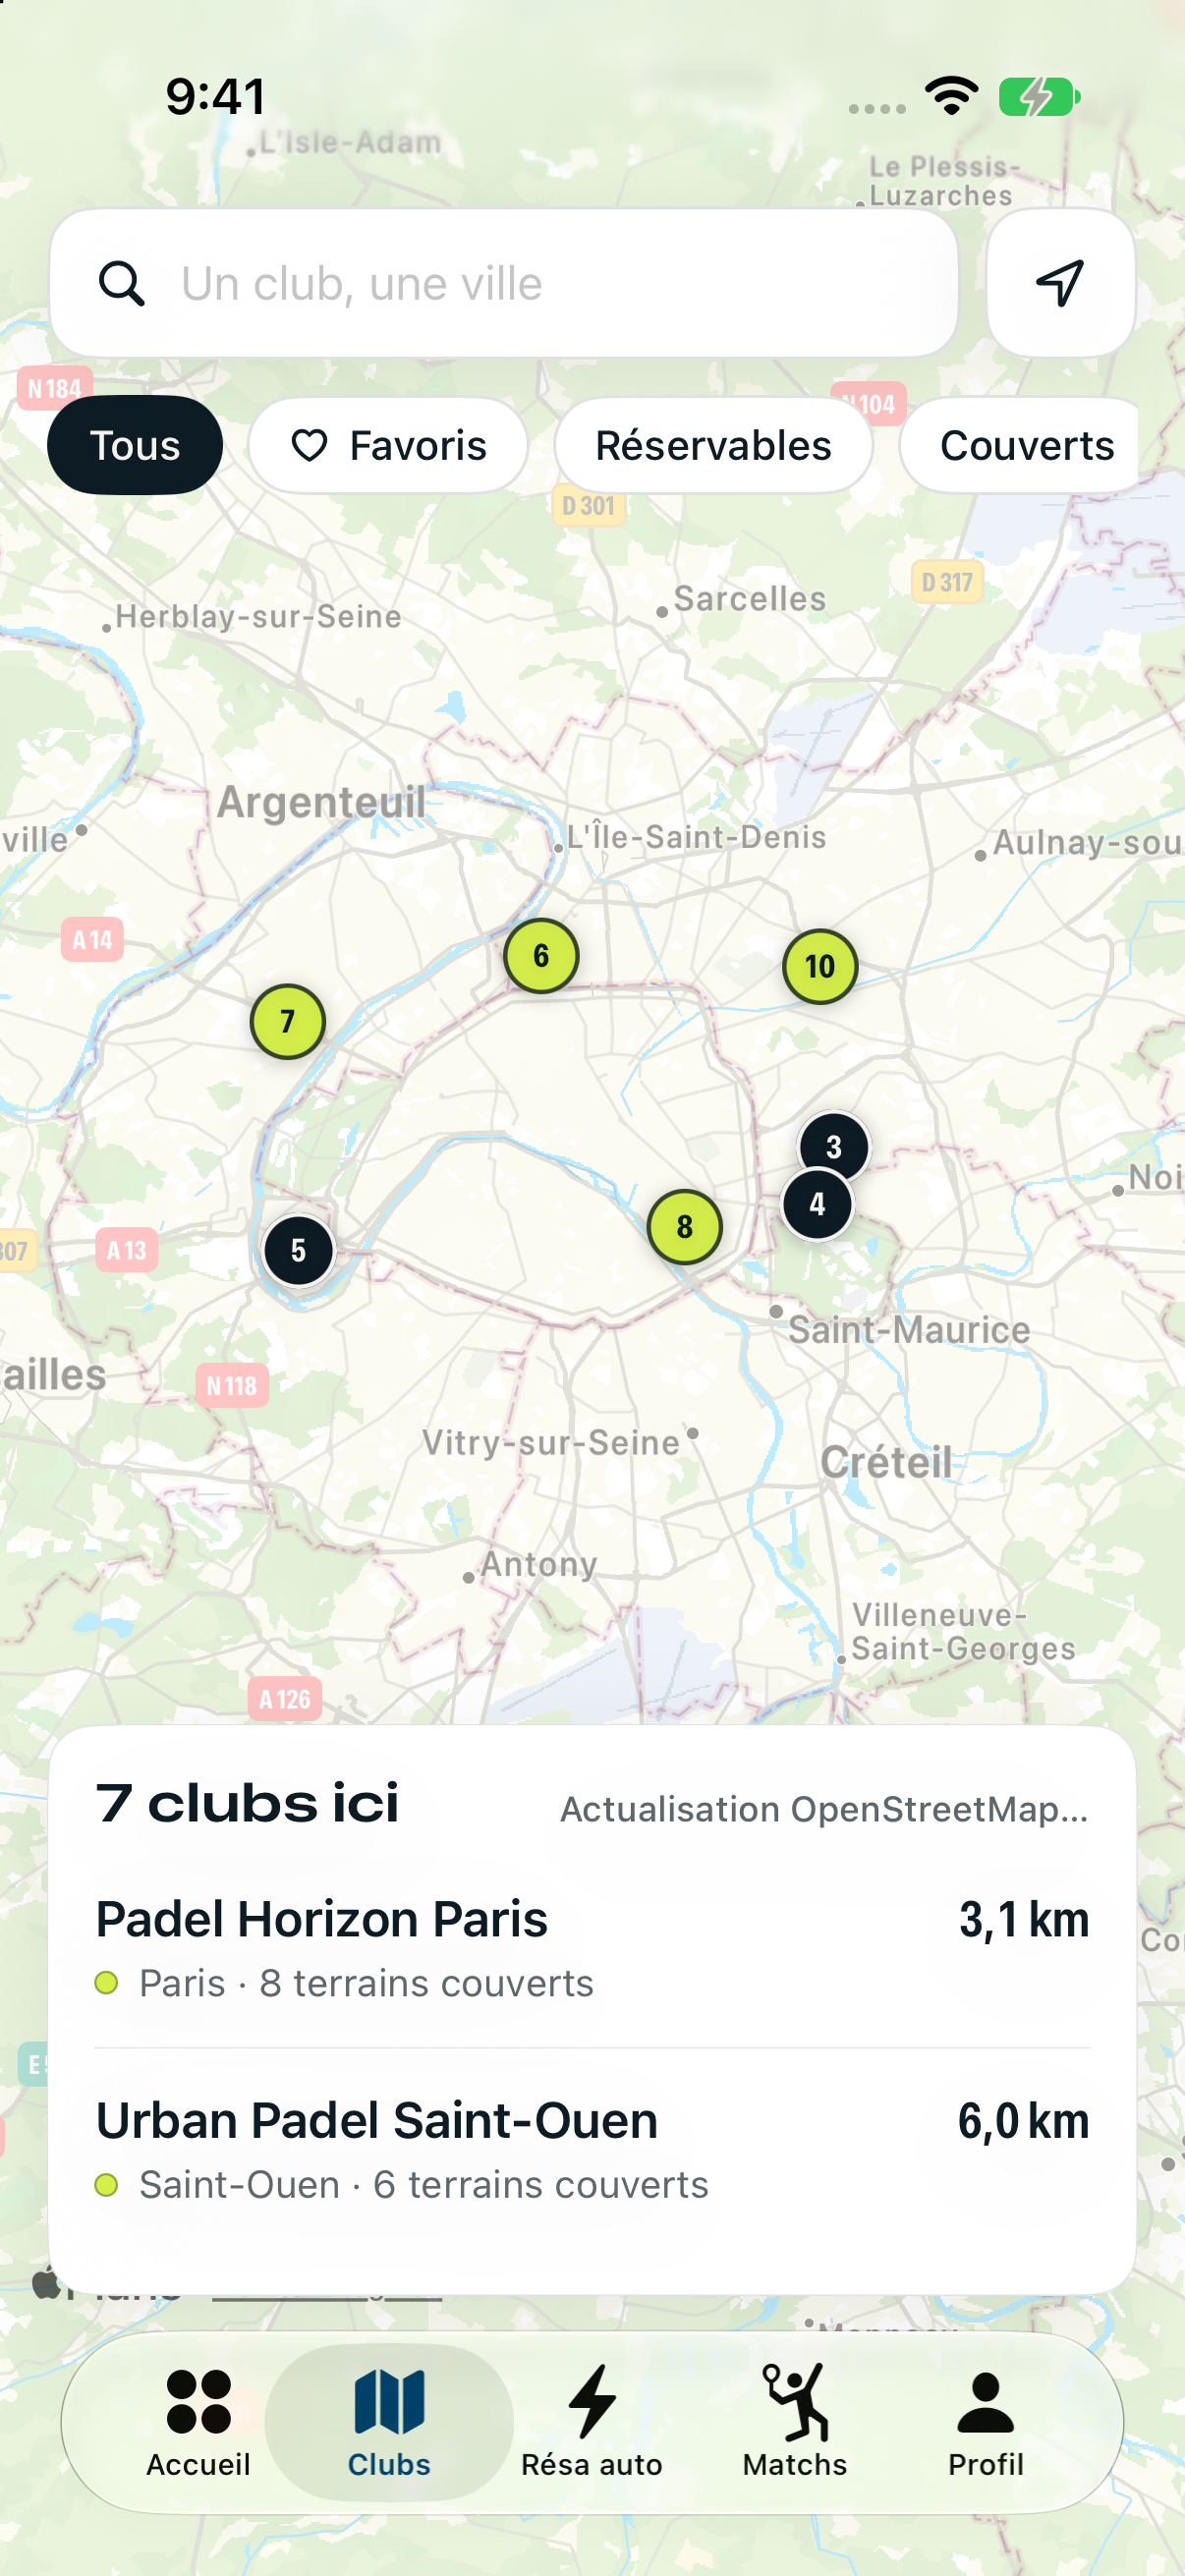 9:41
L'Isle-Adam
Le Plessis-
Luzarches
Un club, une ville
N 184
N 104
Tous
Favoris
Réservables
Couverts
D 301
D 317
Herblay-sur-Seine
Sarcelles
Argenteuil
ville
L'Île-Saint-Denis
Aulnay-sou
A 14
6
10
7
3
Noi
4
8
5
307
A 13
Saint-Maurice
ailles
N 118
Vitry-sur-Seine
Créteil
Antony
Villeneuve-
Saint-Georges
A 126
7 clubs ici
Actualisation OpenStreetMap...
Padel Horizon Paris
3,1 km
Paris · 8 terrains couverts
Urban Padel Saint-Ouen
6,0 km
Saint-Ouen · 6 terrains couverts
Accueil
Clubs
Résa auto
Matchs
Profil